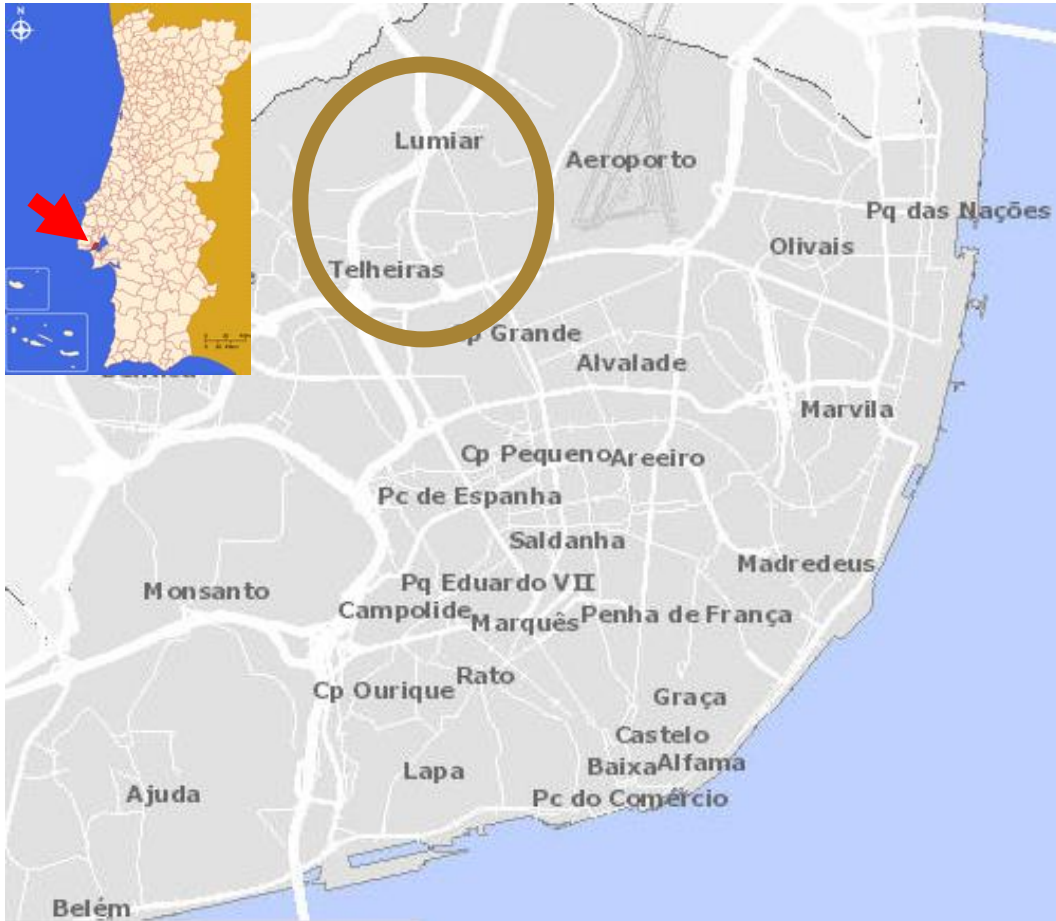 N
Lumiar
Aeroporto
Pq das Nações
Olivais
Telheiras
Cp Grande
Alvalade
Marvila
Cp Pequeno
Areeiro
Pc de Espanha
Saldanha
Madredeus
Pq Eduardo VII
Monsanto
Campolide
Marquês
Penha de França
Rato
Cp Ourique
Graça
Castelo
Baixa
Alfama
Lapa
Ajuda
Pc do Comércio
Belém